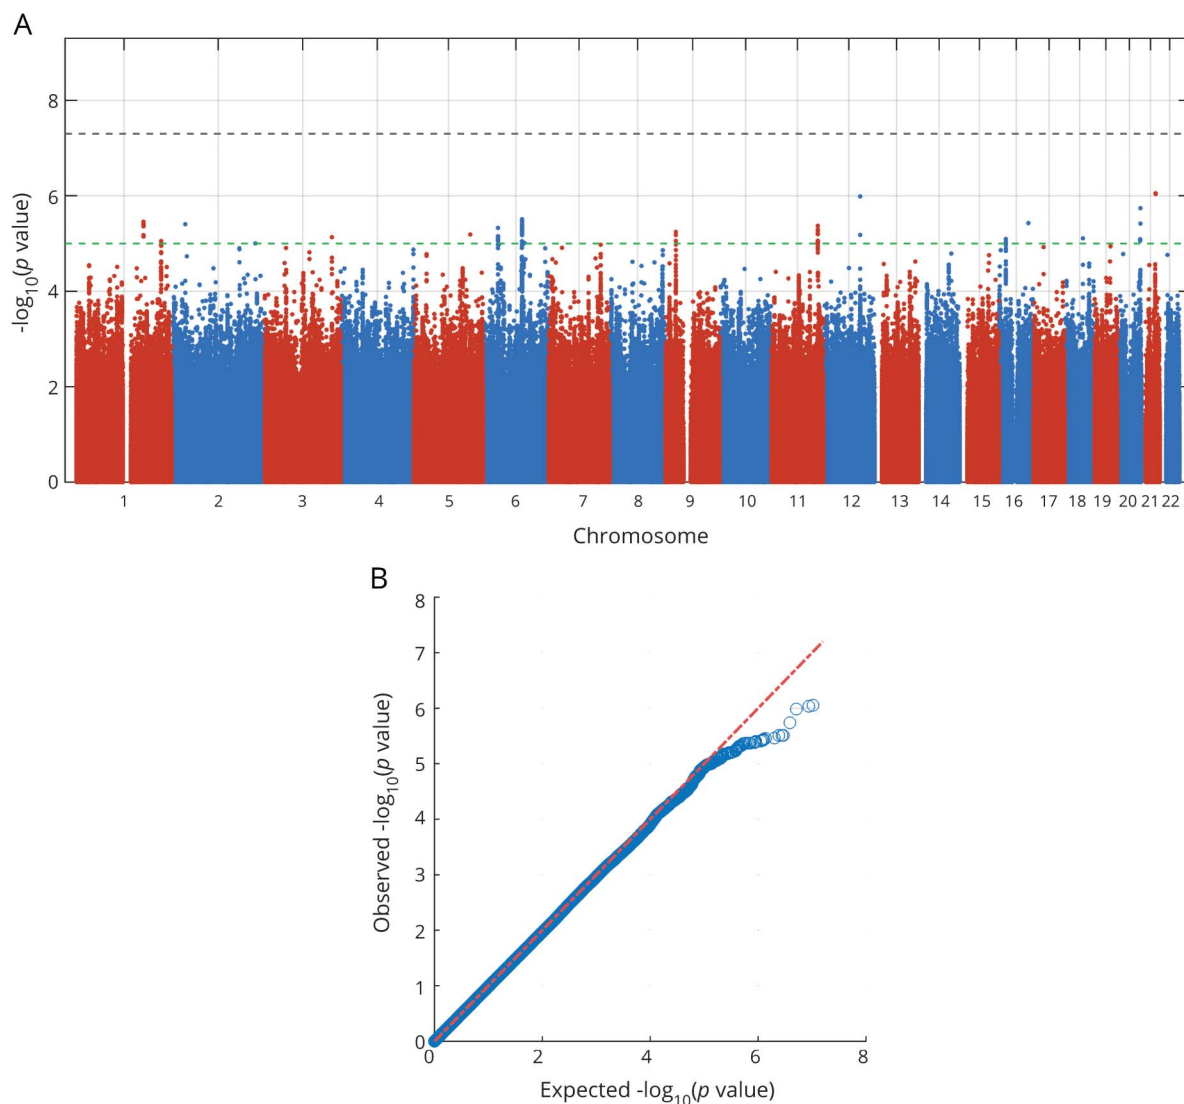 A
8
6
4
2
0
-log10(p value)
1 2 3 4 5 6 7 8 9 10 11 12 13 14 15 16 17 18 19 20 21 22
Chromosome
B
8
7
6
5
4
3
2
1
0
Observed -log10(p value)
0 2 4 6 8
Expected -log10(p value)